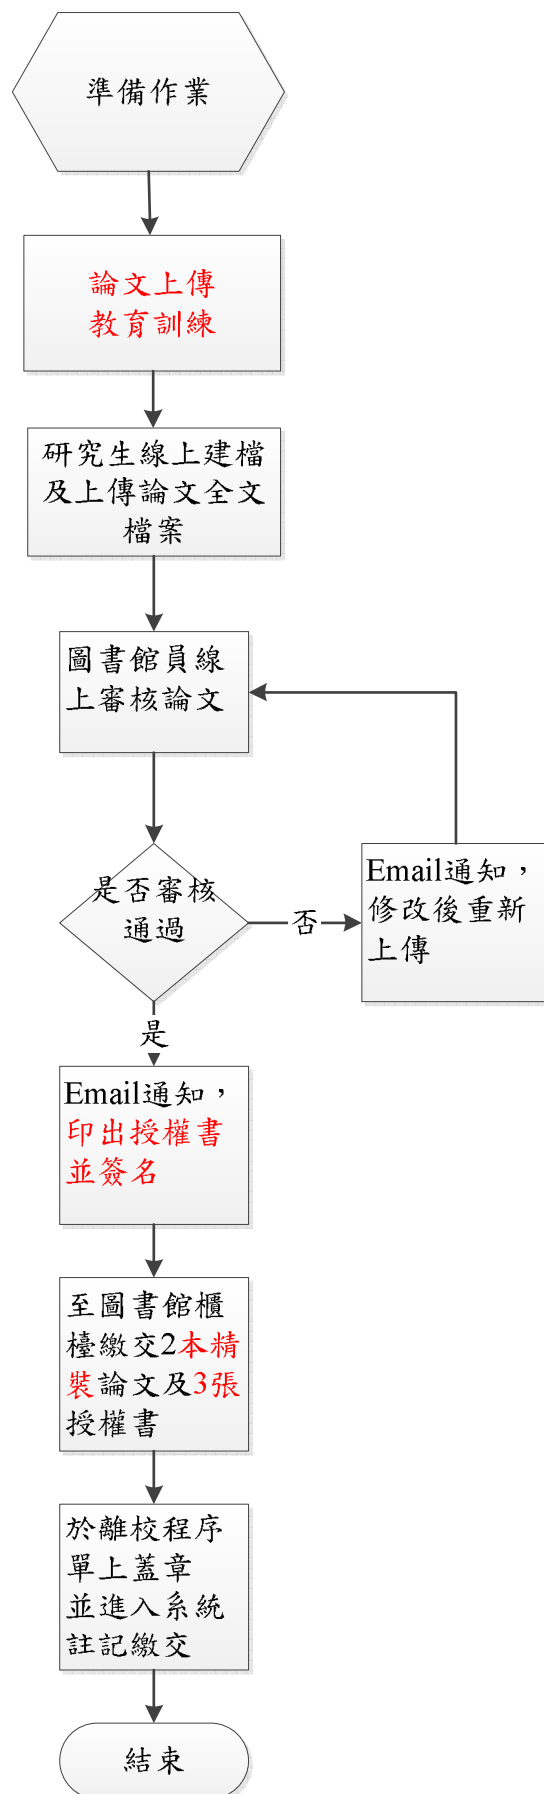 準備作業
論文上傳
教育訓練
研究生線上建檔
及上傳論文全文
檔案
圖書館員線
上審核論文
是否審核
通過
否
Email通知，
修改後重新
上傳
是
Email通知，
印出授權書
並簽名
至圖書館櫃
檯繳交2本精
裝論文及3張
授權書
於離校程序
單上蓋章
並進入系統
註記繳交
結束